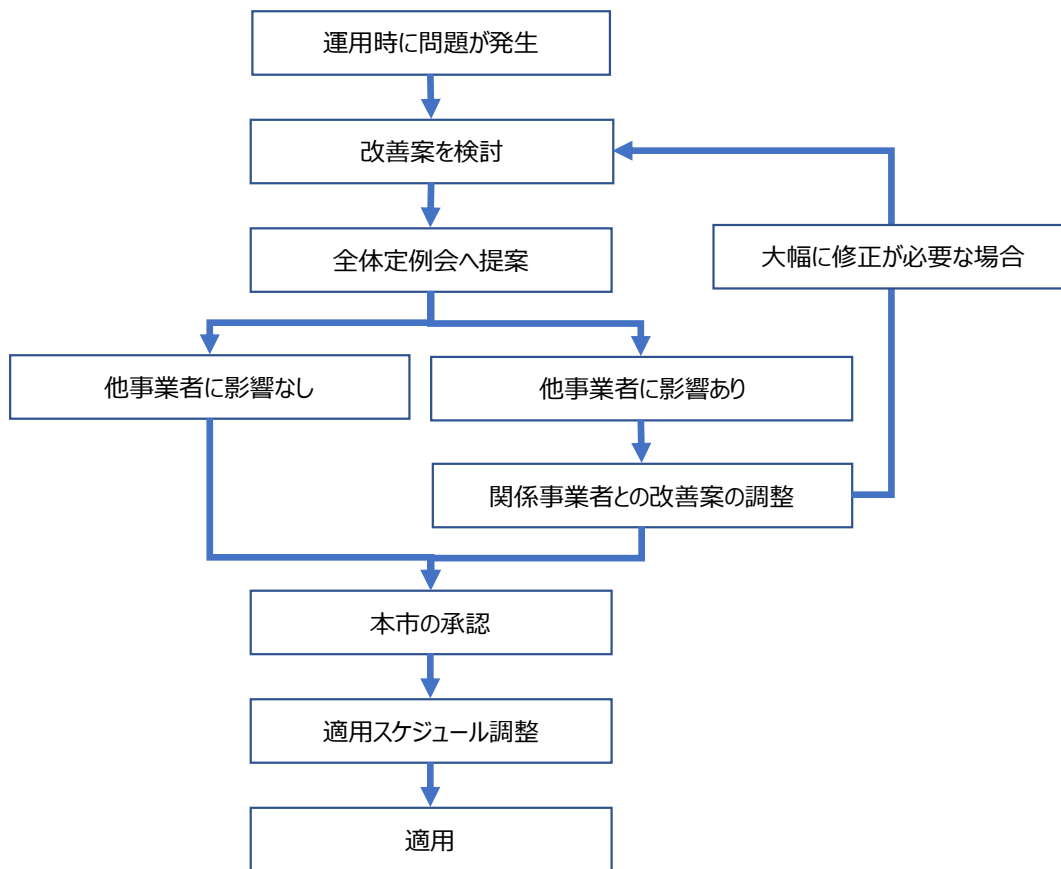 運用時に問題が発生
改善案を検討
全体定例会へ提案
大幅に修正が必要な場合
他事業者に影響なし
他事業者に影響あり
関係事業者との改善案の調整
本市の承認
適用スケジュール調整
適用